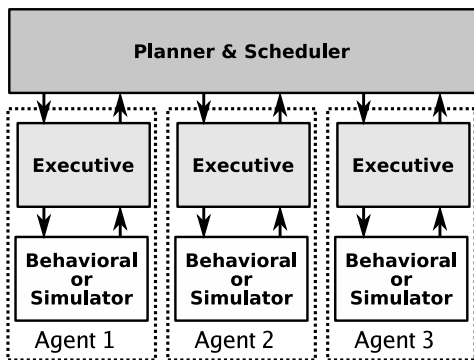 Planner & Scheduler
Executive
Executive
Executive
Behavioral
or
Simulator
Behavioral
or
Simulator
Behavioral
or
Simulator
Agent 1
Agent 2
Agent 3